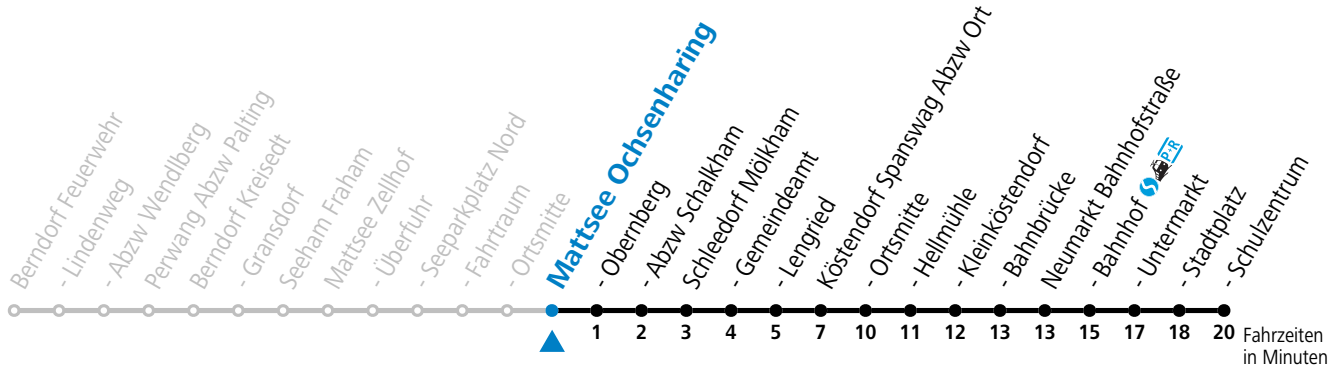 Berndorf Feuerwehr
- Lindenweg
- Abzw Wendlberg
Perwang Abzw Palting
Berndorf Kreisedt
- Gransdorf
Seeham Fraham
Mattsee Zellhof
- Überfuhr
- Seeparkplatz Nord
- Fahrtraum
- Ortsmitte
Mattsee Ochsenharing
- Obernberg
- Abzw Schalkham
Schleedorf Mölkham
- Gemeindeamt
- Lengried
Köstendorf Spanswag Abzw Ort
- Ortsmitte
- Hellmühle
- Kleinköstendorf
- Bahnbrücke
Neumarkt Bahnhofstraße
- Bahnhof S P+R
- Untermarkt
- Stadtplatz
- Schulzentrum
1 2 3 4 5 7 10 11 12 13 13 15 17 18 20 Fahrzeiten
in Minuten